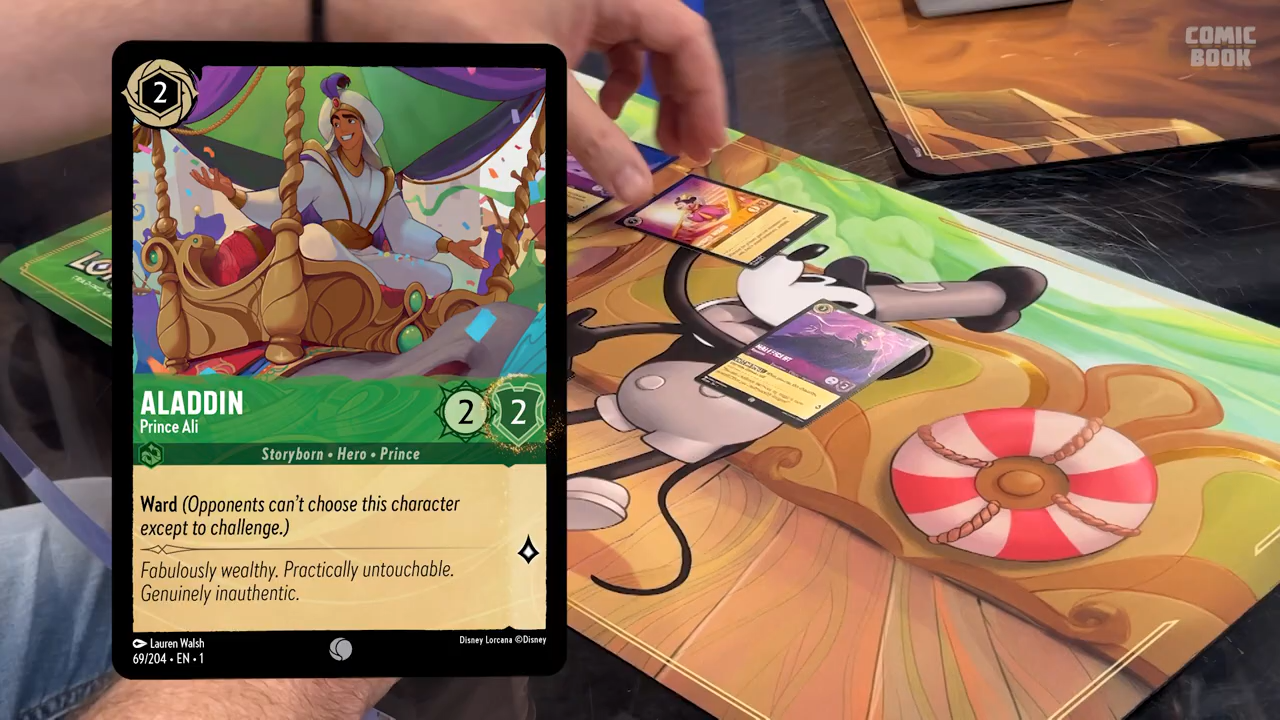 COMIC
BOOK
2
ALADDIN
Prince Ali
2
2
Storyborn • Hero • Prince
Ward (Opponents can't choose this character
except to challenge.)
Fabulously wealthy. Practically untouchable.
Genuinely inauthentic.
Lauren Walsh
Disney Lorcana ©Disney
69/204 • EN • 1
MALEFICENT